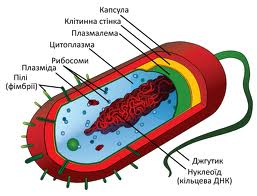 Капсула
Клітинна стінка
Плазмалема
Цитоплазма
Рибосоми
Плазміда
Пілі
(фімбрії)
Джгутик
Нуклеоїд
(кільцева ДНК)